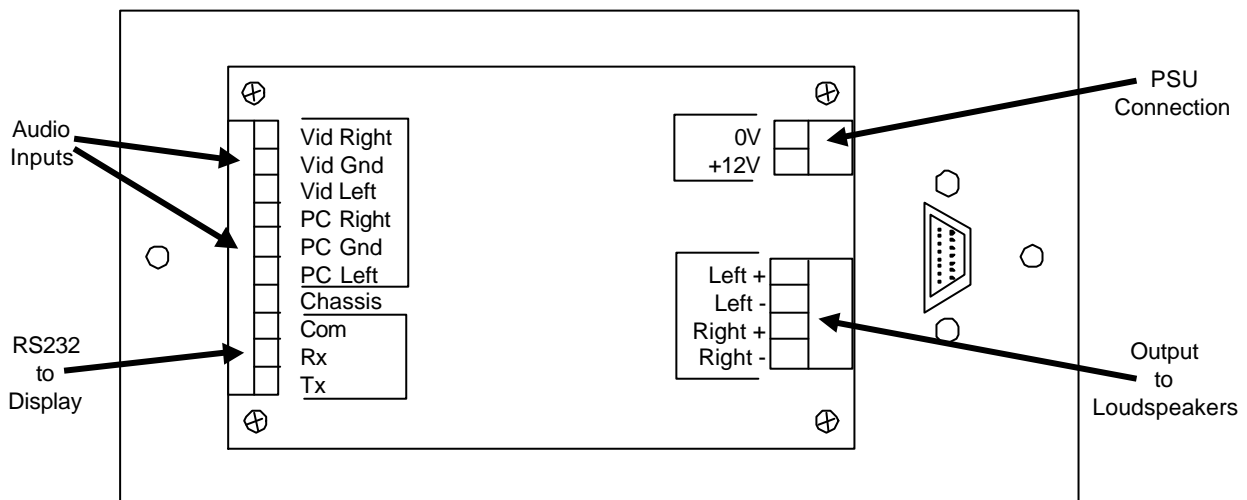 Audio
Inputs
RS232
to
Display
Vid Right
Vid Gnd
Vid Left
PC Right
PC Gnd
PC Left
Chassis
Com
Rx
Tx
0V
+12V
Left +
Left -
Right +
Right -
PSU
Connection
Output
to
Loudspeakers